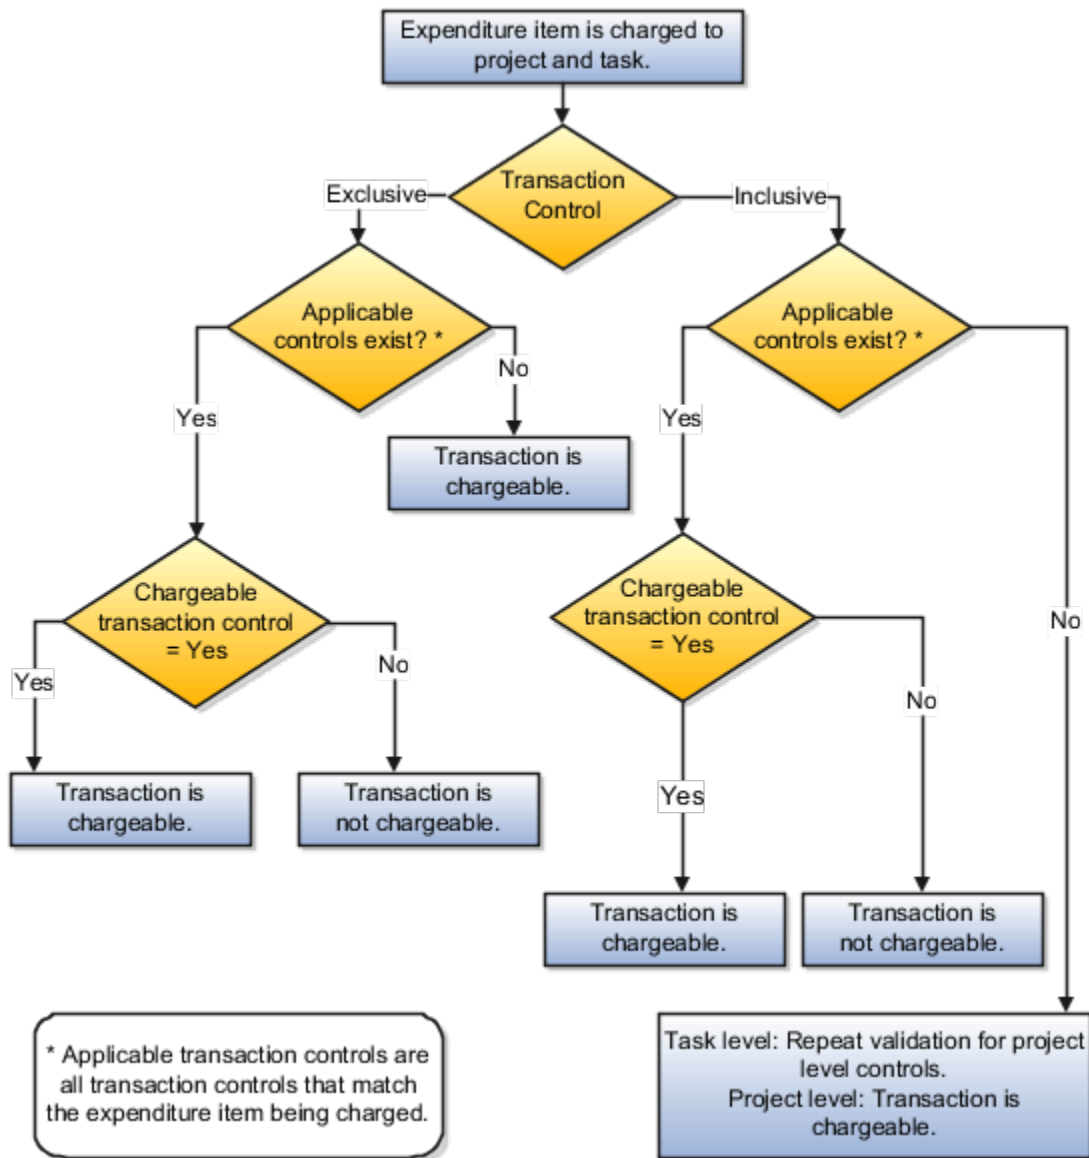 Expenditure item is charged to
project and task.
Transaction
Control
Exclusive
Inclusive
Applicable
controls exist? *
No
Yes
Transaction is
chargeable.
Applicable
controls exist? *
Yes
No
Chargeable
transaction control
= Yes
Yes
No
Transaction is
chargeable.
Transaction is
not chargeable.
Chargeable
transaction control
= Yes
Yes
No
Transaction is
chargeable.
Transaction is
not chargeable.
* Applicable transaction controls are
all transaction controls that match
the expenditure item being charged.
Task level: Repeat validation for project
level controls.
Project level: Transaction is
chargeable.